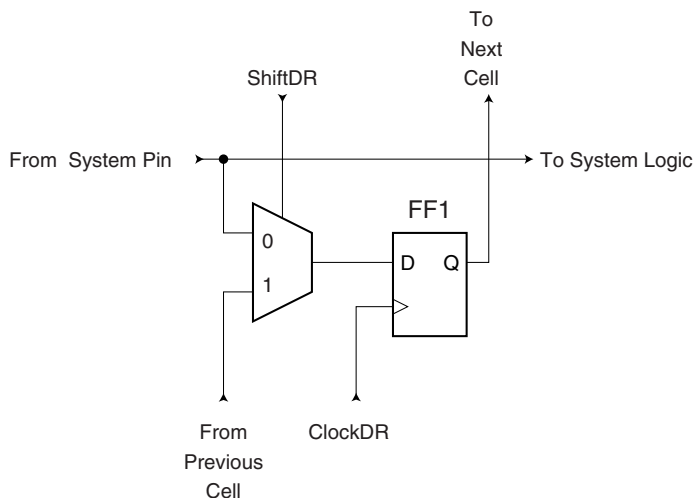 To
Next
Cell
ShiftDR
From System Pin
To System Logic
FF1
0
D Q
1
From
Previous
Cell
ClockDR